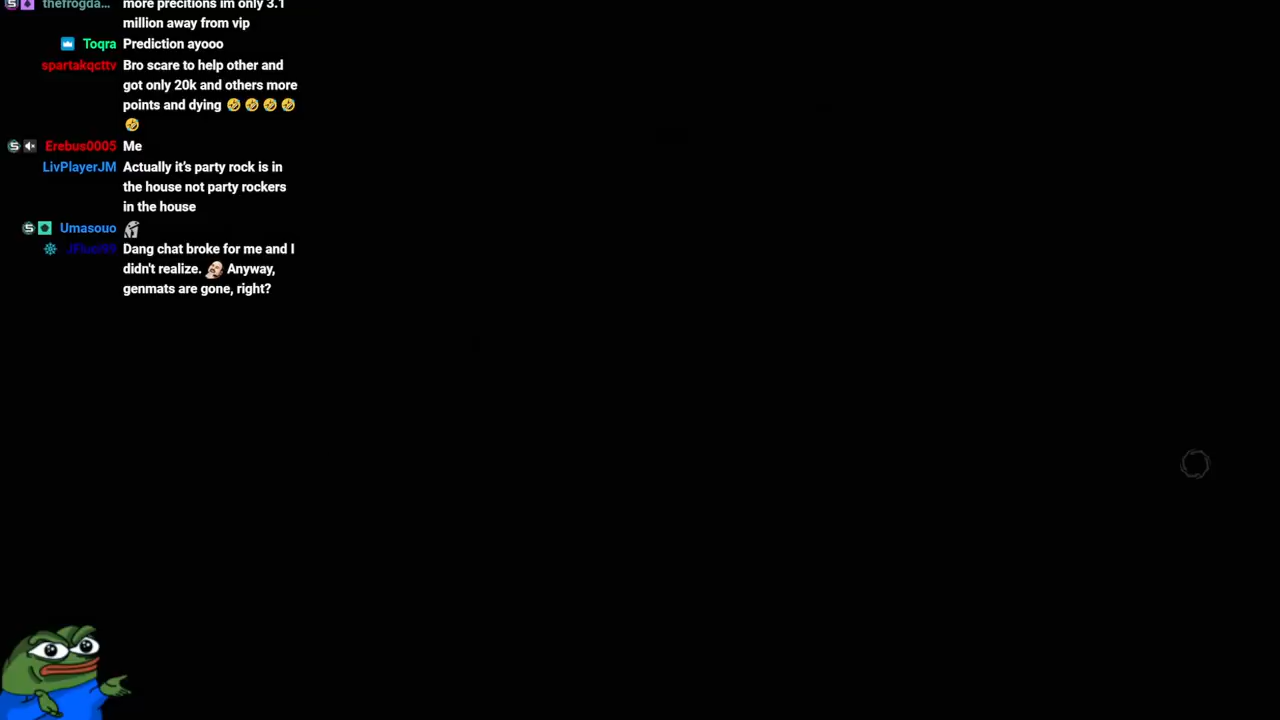 thefrogda... more precitions im only 3.1
million away from vip
Toqra Prediction ayooo
spartakqcttv Bro scare to help other and
got only 20k and others more
points and dying 🤣 🤣 🤣 🤣
🤣
Erebus0005 Me
LivPlayerJM Actually it’s party rock is in
the house not party rockers
in the house
Umasouo
Dang chat broke for me and I
didn't realize. Anyway,
genmats are gone, right?